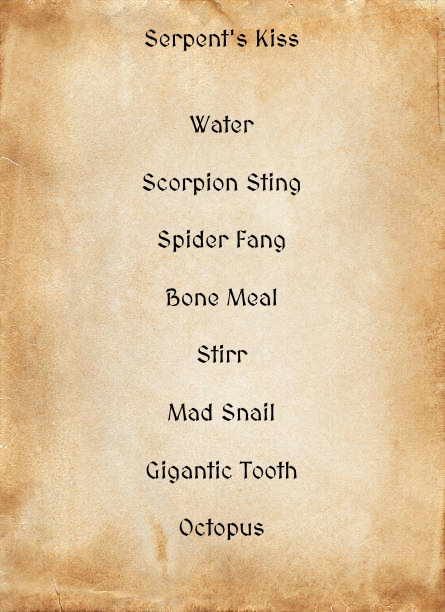 Serpent's Kiss
Water
Scorpion Sting
Spider Fang
Bone Meal
Stirr
Mad Snail
Gigantic Tooth
Octopus